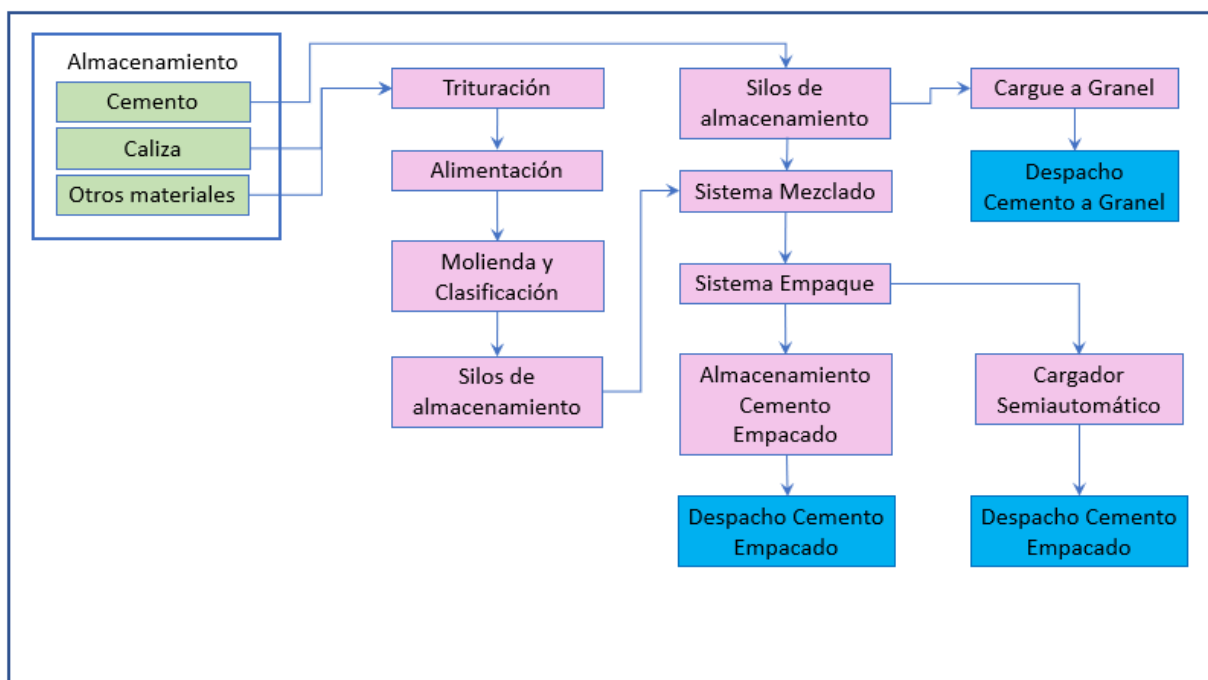 Almacenamiento
Cemento
Caliza
Otros materiales
Trituración
Alimentación
Molienda y
Clasificación
Silos de
almacenamiento
Silos de
almacenamiento
Sistema Mezclado
Sistema Empaque
Almacenamiento
Cemento
Empacado
Despacho Cemento
Empacado
Cargue a Granel
Despacho
Cemento a Granel
Cargador
Semiautomático
Despacho Cemento
Empacado